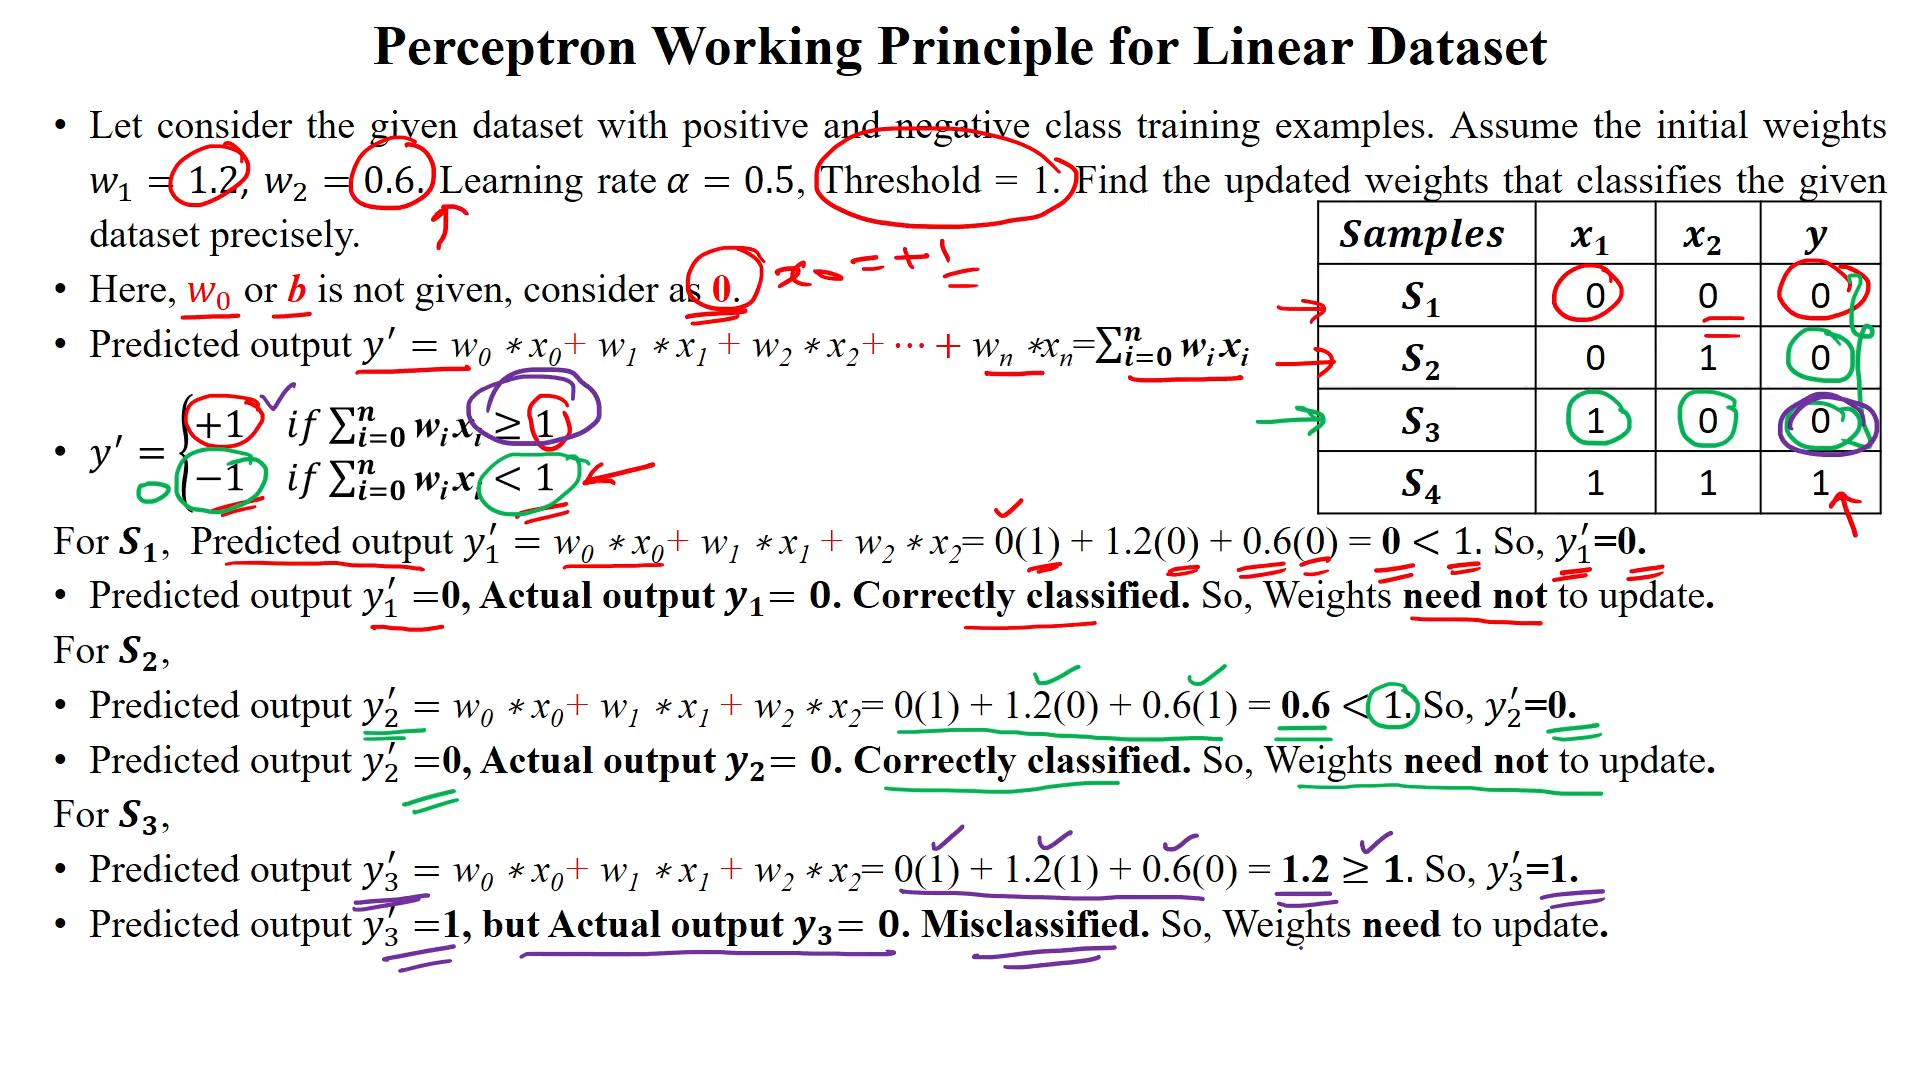 Perceptron Working Principle for Linear Dataset
• Let consider the given dataset with positive and negative class training examples. Assume the initial weights
w₁ = 1.2, w₂ = 0.6. Learning rate α = 0.5, Threshold = 1. Find the updated weights that classifies the given
dataset precisely.
• Here, w₀ or b is not given, consider as 0. x₀ = +1
• Predicted output y′ = w₀ ∗ x₀+ w₁ ∗ x₁ + w₂ ∗ x₂+ ⋯ + wₙ ∗xₙ=∑ⁿᵢ₌₀ wᵢxᵢ
• y′ = { +1 if ∑ⁿᵢ₌₀ wᵢxᵢ ≥ 1
0 −1 if ∑ⁿᵢ₌₀ wᵢxᵢ < 1
Samples x₁ x₂ y
S₁ 0 0 0
S₂ 0 1 0
S₃ 1 0 0
S₄ 1 1 1
For S₁, Predicted output y₁′ = w₀ ∗ x₀+ w₁ ∗ x₁ + w₂ ∗ x₂= 0(1) + 1.2(0) + 0.6(0) = 0 < 1. So, y₁′=0.
• Predicted output y₁′ =0, Actual output y₁= 0. Correctly classified. So, Weights need not to update.
For S₂,
• Predicted output y₂′ = w₀ ∗ x₀+ w₁ ∗ x₁ + w₂ ∗ x₂= 0(1) + 1.2(0) + 0.6(1) = 0.6 < 1. So, y₂′=0.
• Predicted output y₂′ =0, Actual output y₂= 0. Correctly classified. So, Weights need not to update.
For S₃,
• Predicted output y₃′ = w₀ ∗ x₀+ w₁ ∗ x₁ + w₂ ∗ x₂= 0(1) + 1.2(1) + 0.6(0) = 1.2 ≥ 1. So, y₃′=1.
• Predicted output y₃′ =1, but Actual output y₃= 0. Misclassified. So, Weights need to update.